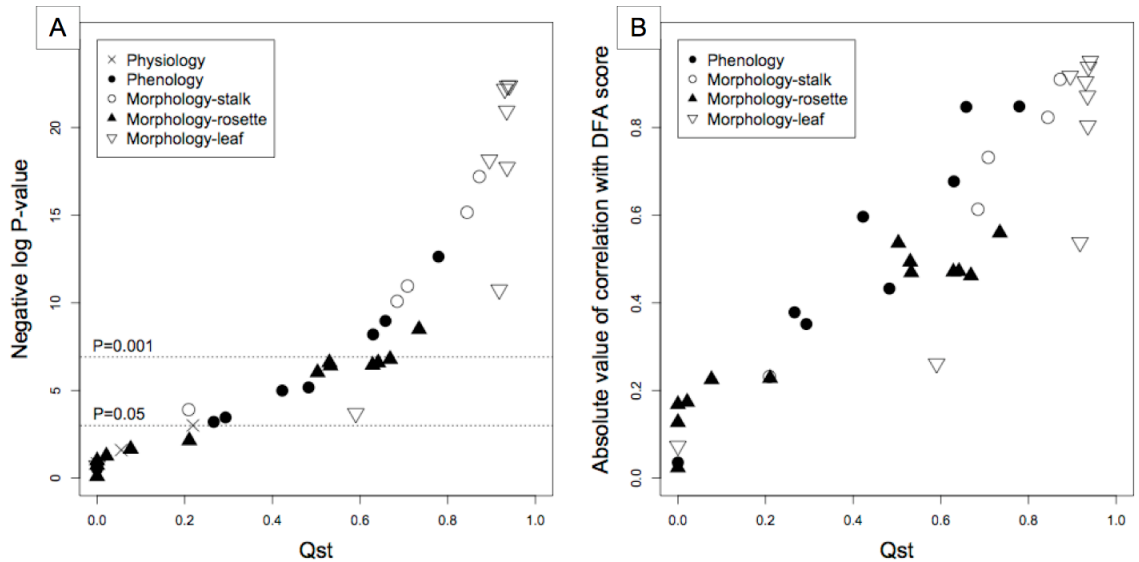 A
Physiology
Phenology
Morphology-stalk
Morphology-rosette
Morphology-leaf
Negative log P-value
20
15
10
5
0
P=0.001
P=0.05
0.0 0.2 0.4 0.6 0.8 1.0
Qst
B
Phenology
Morphology-stalk
Morphology-rosette
Morphology-leaf
Absolute value of correlation with DFA score
0.8
0.6
0.4
0.2
0.0
0.0 0.2 0.4 0.6 0.8 1.0
Qst